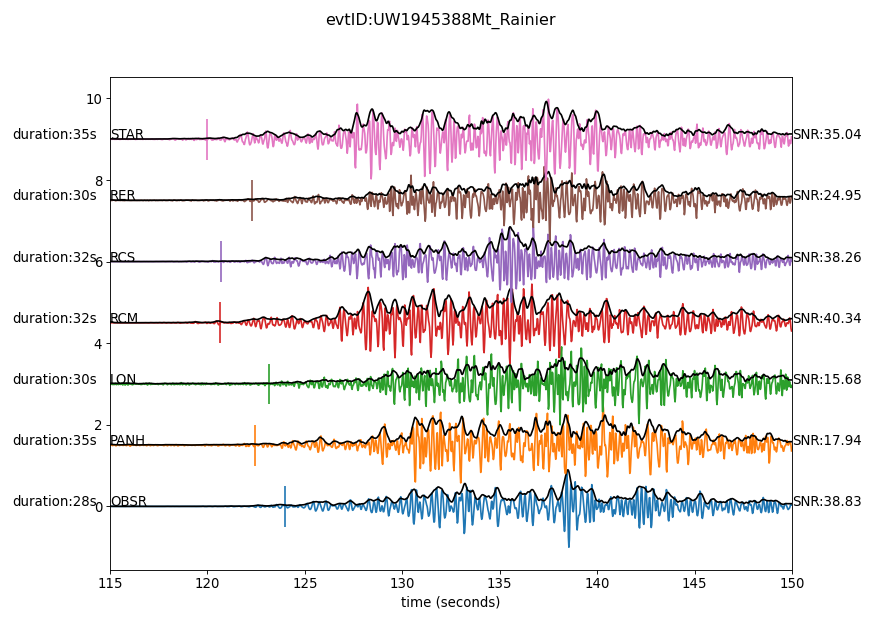 evtID:UW1945388Mt_Rainier
10
duration:35s STAR SNR:35.04
8
duration:30s RER SNR:24.95
duration:32s RCS SNR:38.26
6
duration:32s RCM SNR:40.34
4
duration:30s LON SNR:15.68
2
duration:35s PANH SNR:17.94
duration:28s OBSR SNR:38.83
0
115 120 125 130 135 140 145 150
time (seconds)